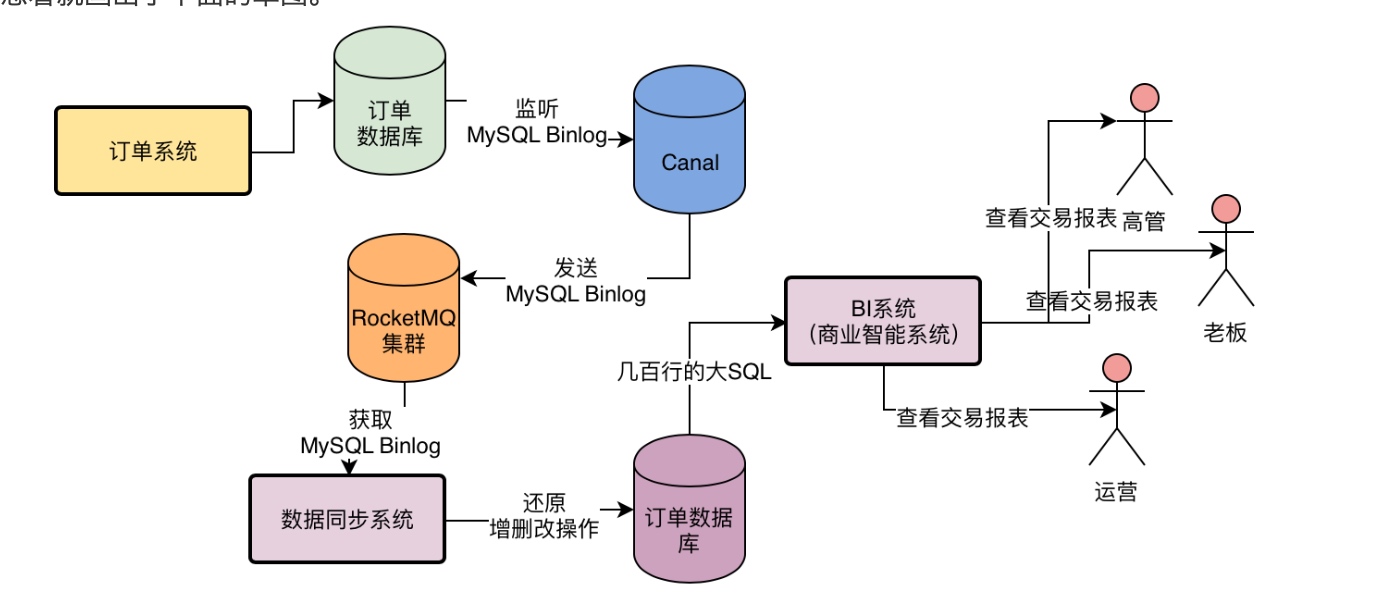 订单系统
订单
数据库
监听
MySQL Binlog
Canal
发送
MySQL Binlog
RocketMQ
集群
获取
MySQL Binlog
数据同步系统
还原
增删改操作
订单数据
库
几百行的大SQL
BI系统
（商业智能系统）
查看交易报表
高管
查看交易报表
老板
查看交易报表
运营